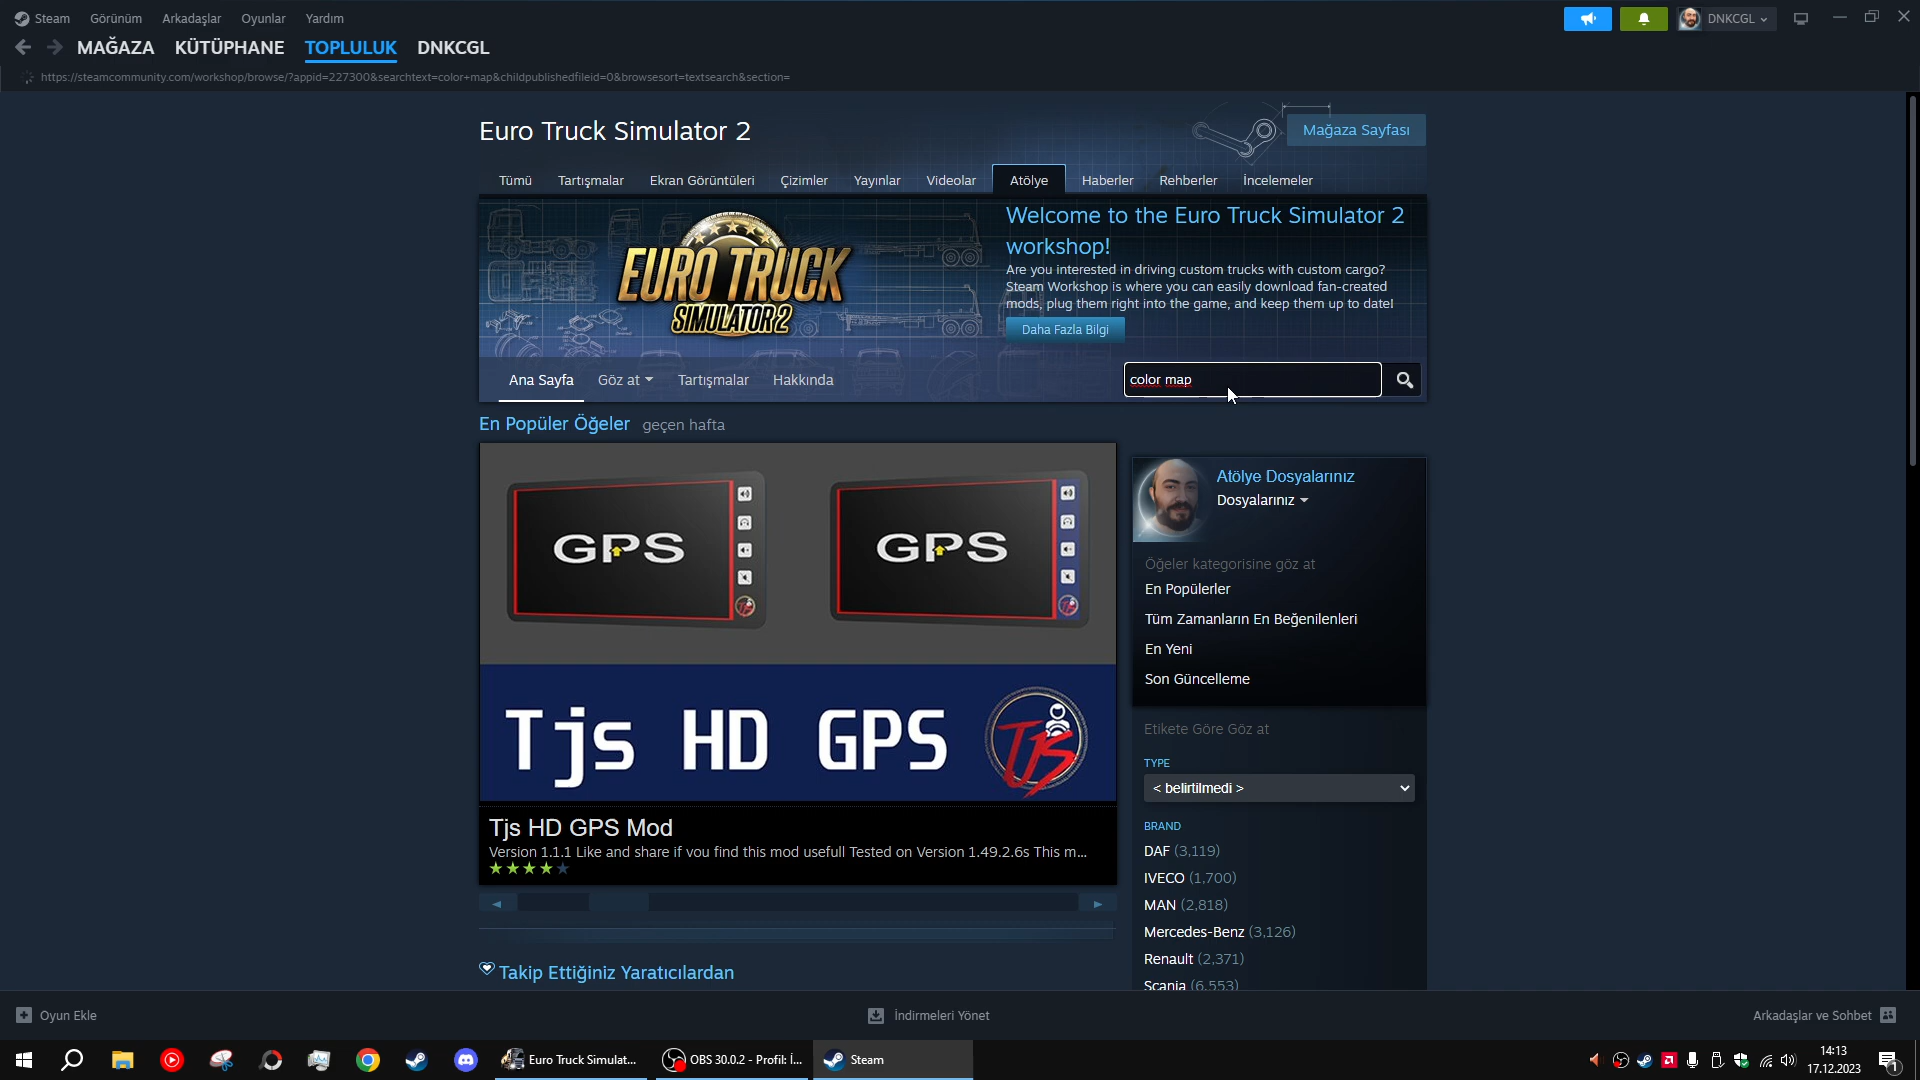 Steam Görünüm Arkadaşlar Oyunlar Yardım
DNKCGL
MAĞAZA KÜTÜPHANE TOPLULUK DNKCGL
https://steamcommunity.com/workshop/browse/?appid=227300&searchtext=color+map&childpublishedfileid=0&browsesort=textsearch&section=
Euro Truck Simulator 2
Mağaza Sayfası
Tümü Tartışmalar Ekran Görüntüleri Çizimler Yayınlar Videolar Atölye Haberler Rehberler İncelemeler
EURO TRUCK
SIMULATOR 2
Welcome to the Euro Truck Simulator 2
workshop!
Are you interested in driving custom trucks with custom cargo?
Steam Workshop is where you can easily download fan-created
mods, plug them right into the game, and keep them up to date!
Daha Fazla Bilgi
Ana Sayfa Göz at Tartışmalar Hakkında
color map
En Popüler Öğeler geçen hafta
GPS GPS
Tjs HD GPS
TJS
Tjs HD GPS Mod
Version 1.1.1 Like and share if you find this mod usefull Tested on Version 1.49.2.6s This m...
Takip Ettiğiniz Yaratıcılardan
Atölye Dosyalarınız
Dosyalarınız
Öğeler kategorisine göz at
En Popülerler
Tüm Zamanların En Beğenilenleri
En Yeni
Son Güncelleme
Etikete Göre Göz at
TYPE
< belirtilmedi >
BRAND
DAF (3,119)
IVECO (1,700)
MAN (2,818)
Mercedes-Benz (3,126)
Renault (2,371)
Scania (6,553)
Oyun Ekle
İndirmeleri Yönet
Arkadaşlar ve Sohbet
Euro Truck Simulat...
OBS 30.0.2 - Profil: İ...
Steam
14:13
17.12.2023
1